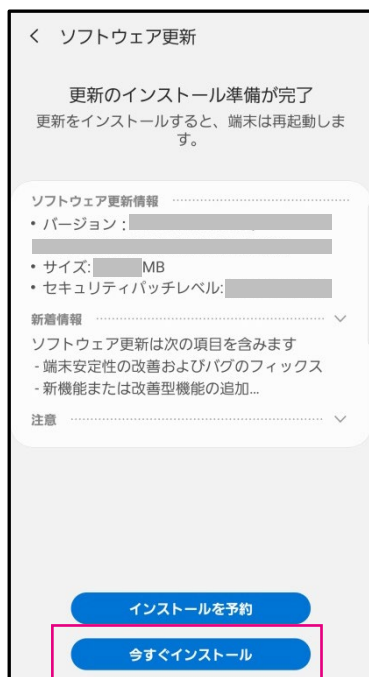 ソフトウェア更新
更新のインストール準備が完了
更新をインストールすると、端末は再起動しま
す。
ソフトウェア更新情報
• バージョン :
• サイズ: MB
• セキュリティパッチレベル:
新着情報
ソフトウェア更新は次の項目を含みます
- 端末安定性の改善およびバグのフィックス
- 新機能または改善型機能の追加...
注意
インストールを予約
今すぐインストール